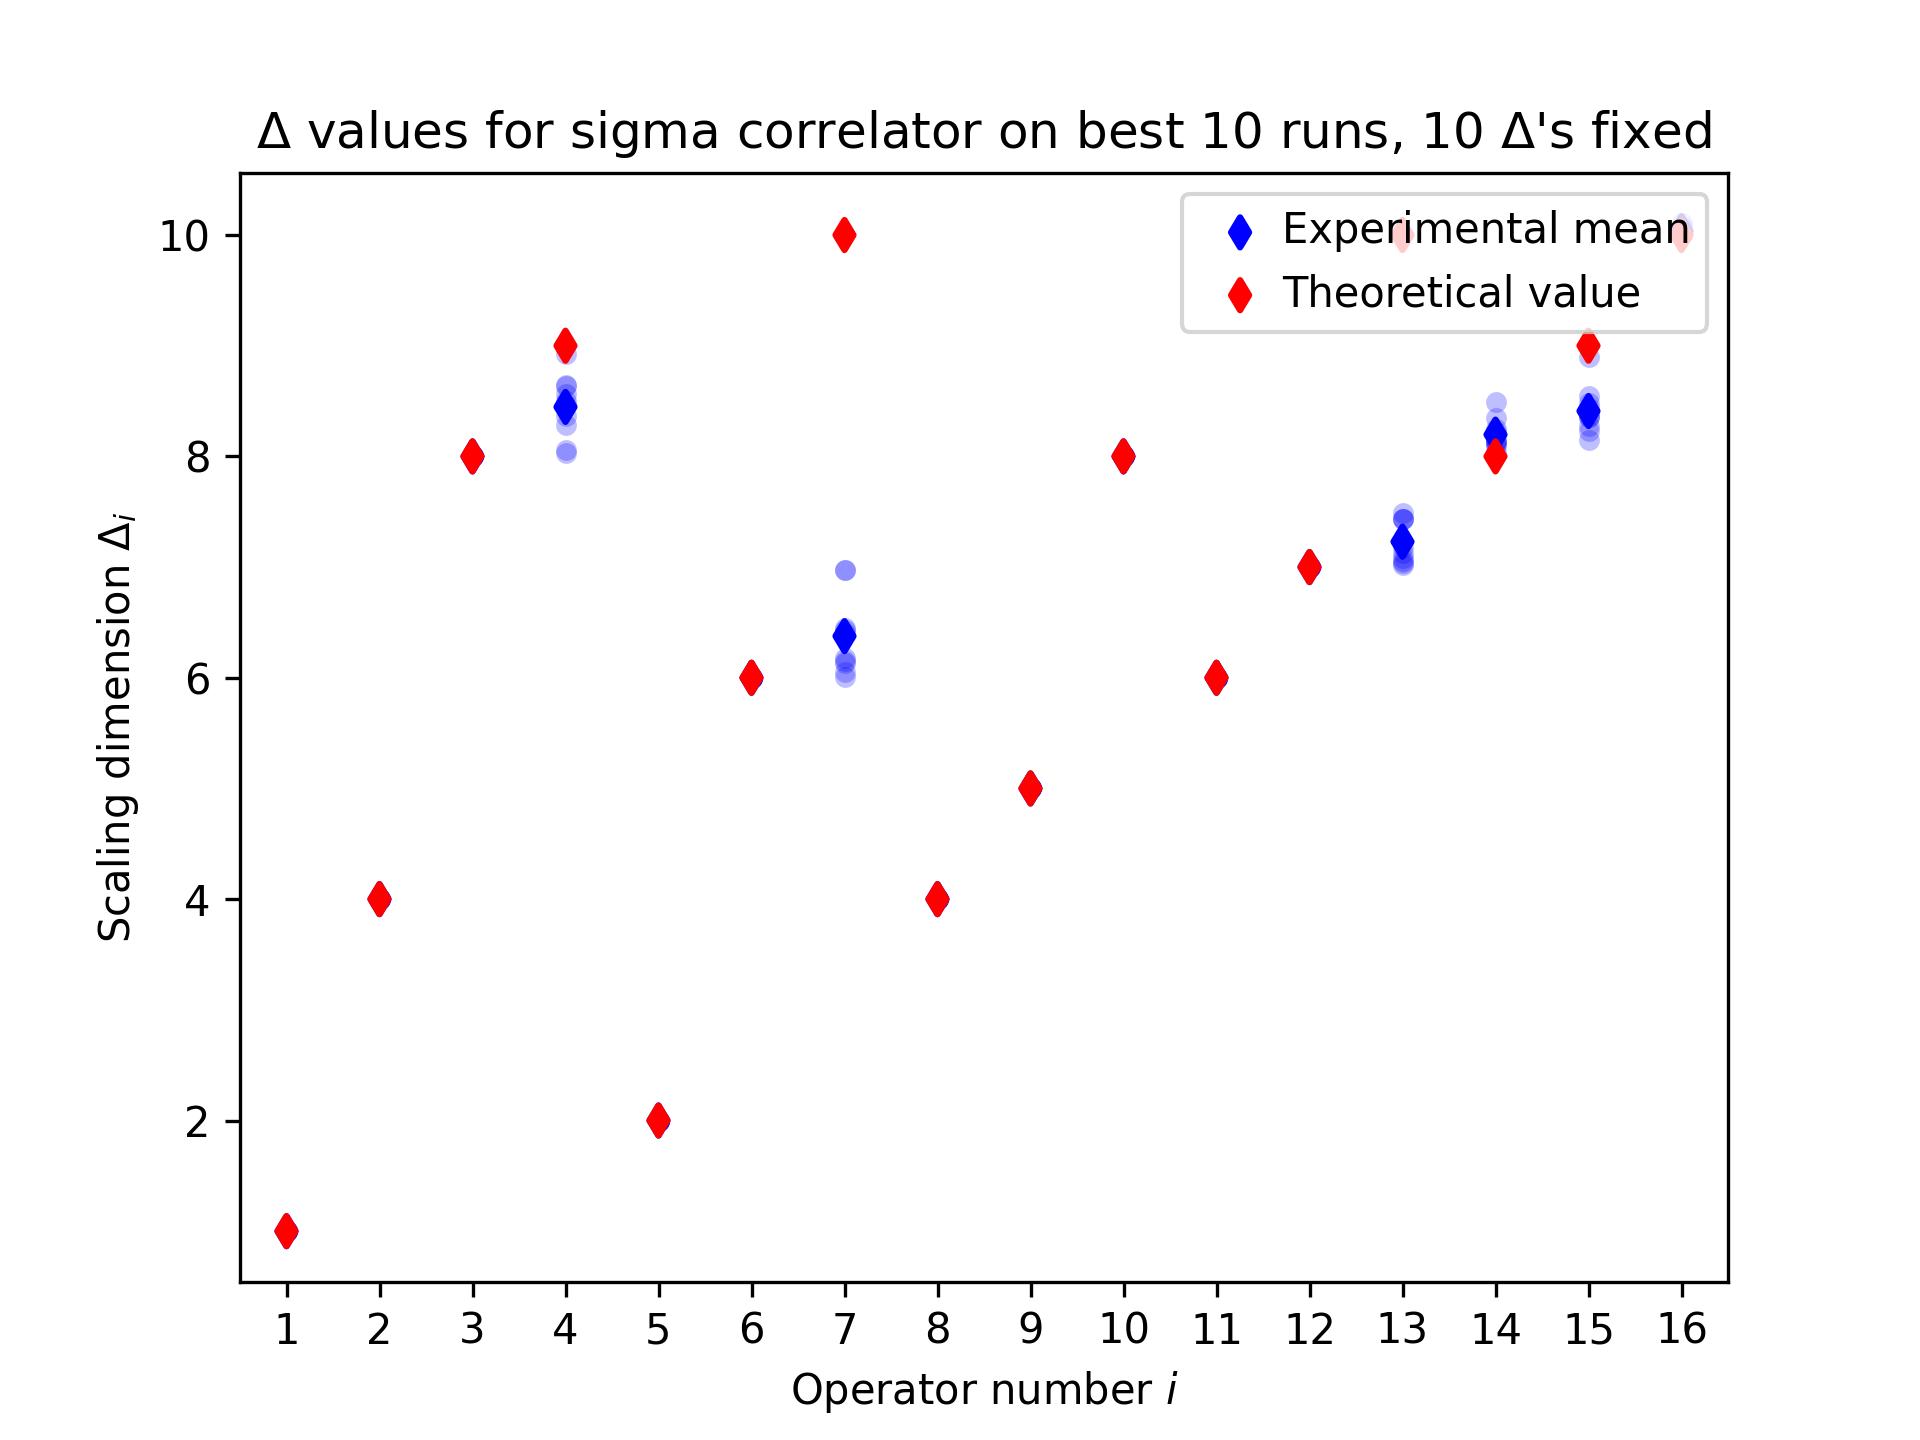 Δ values for sigma correlator on best 10 runs, 10 Δ's fixed
Experimental mean
Theoretical value
10
8
6
4
2
Scaling dimension Δᵢ
1 2 3 4 5 6 7 8 9 10 11 12 13 14 15 16
Operator number i